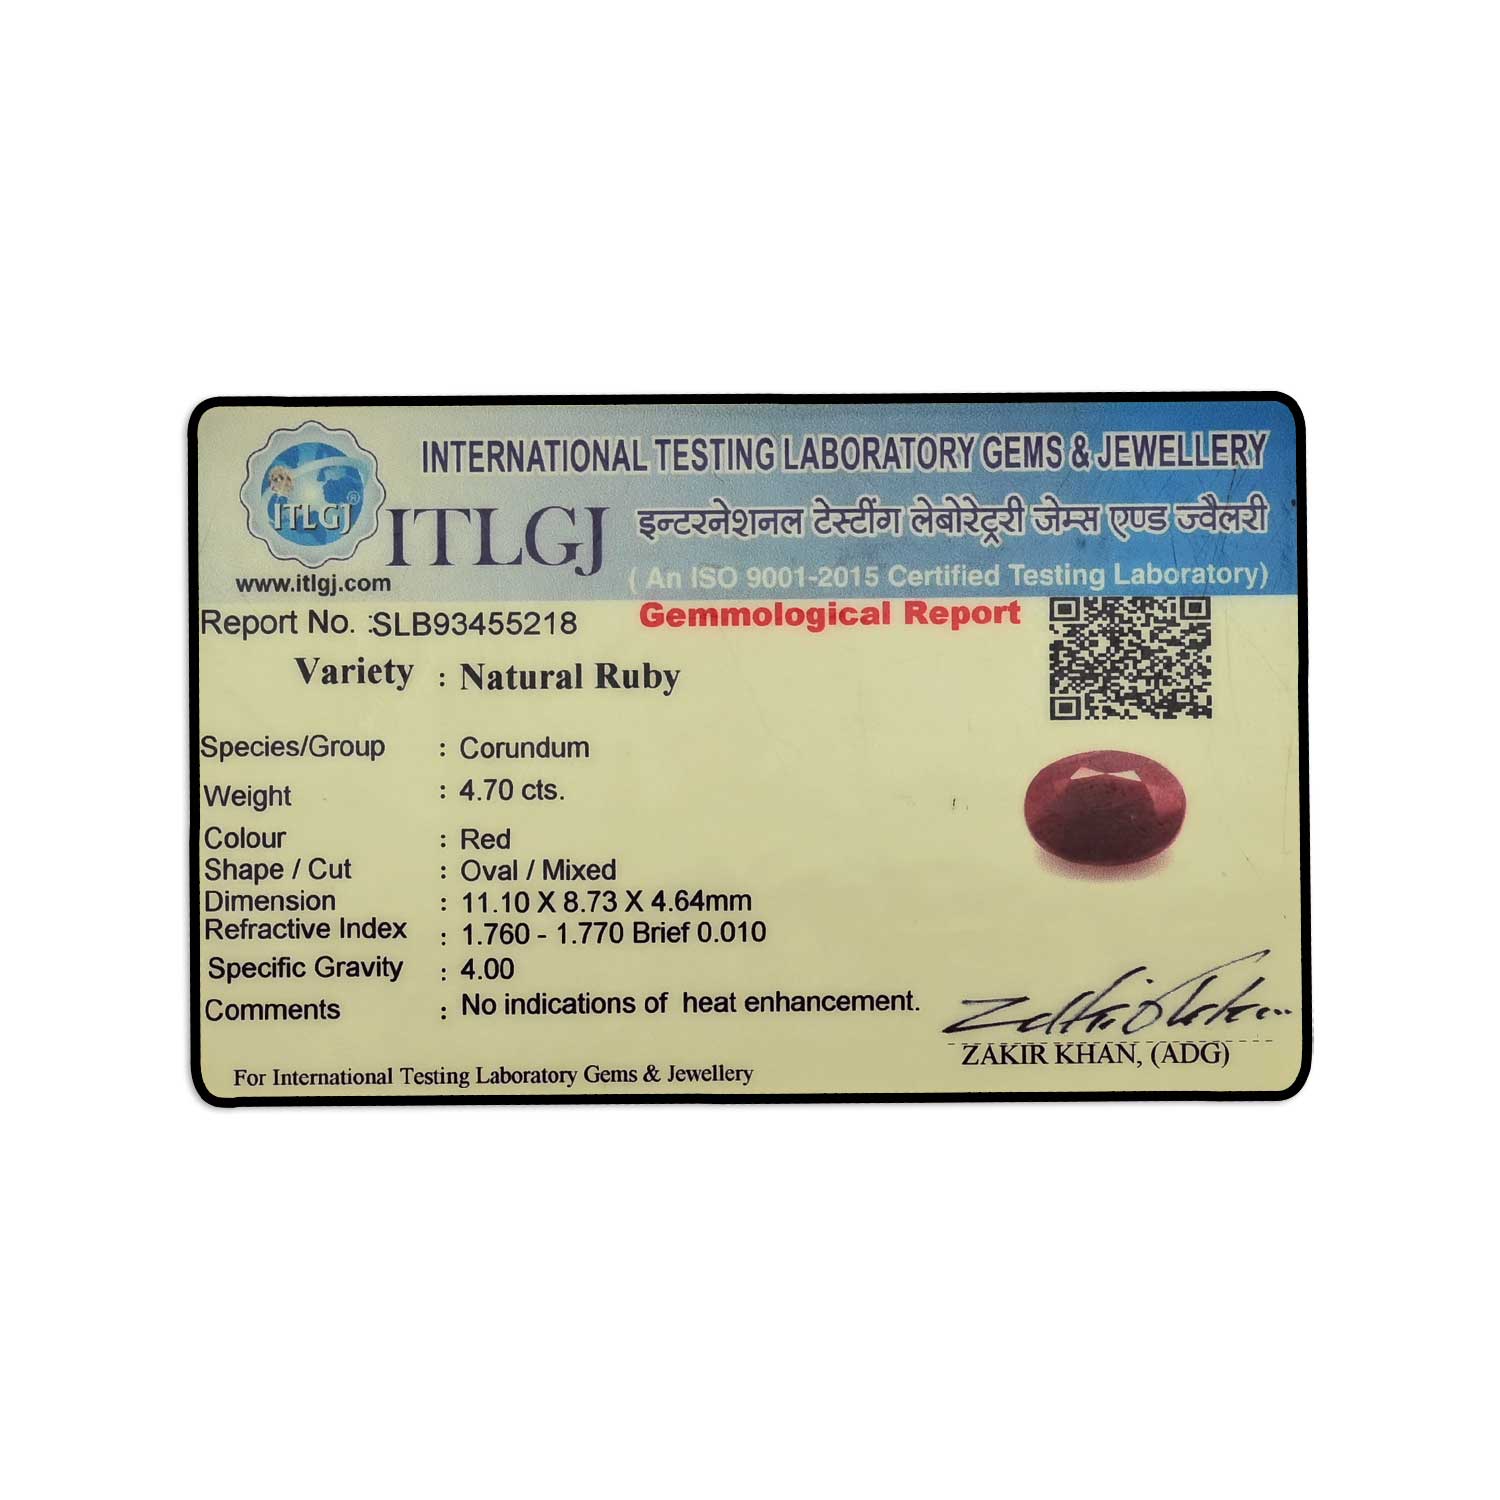 INTERNATIONAL TESTING LABORATORY GEMS & JEWELLERY
ITLGJ
ITLGJ ®
इन्टरनेशनल टेस्टींग लेबोरेट्ररी जेम्स एण्ड ज्वैलरी
www.itlgj.com
( An ISO 9001-2015 Certified Testing Laboratory)
Report No. :SLB93455218
Gemmological Report
Variety : Natural Ruby
Species/Group : Corundum
Weight : 4.70 cts.
Colour : Red
Shape / Cut : Oval / Mixed
Dimension : 11.10 X 8.73 X 4.64mm
Refractive Index : 1.760 - 1.770 Brief 0.010
Specific Gravity : 4.00
Comments : No indications of heat enhancement.
ZAKIR KHAN, (ADG)
For International Testing Laboratory Gems & Jewellery